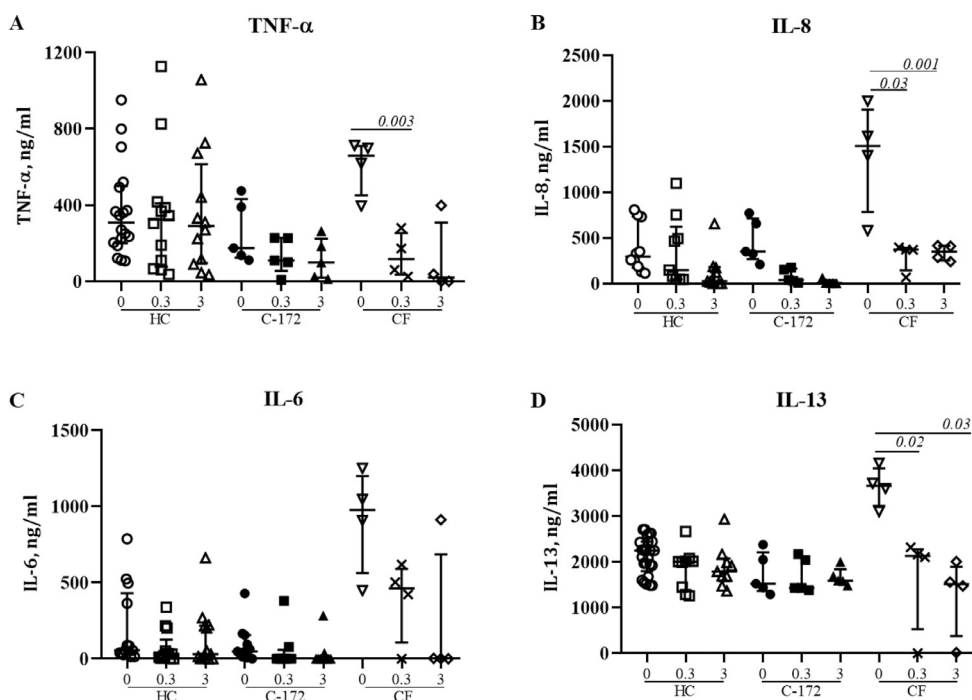 A
TNF-α
TNF-α, ng/ml
1200
800
400
0
0.003
0 0.3 3 0 0.3 3 0 0.3 3
HC C-172 CF
B
IL-8
IL-8, ng/ml
2500
2000
1500
1000
500
0
0.001
0.03
0 0.3 3 0 0.3 3 0 0.3 3
HC C-172 CF
C
IL-6
IL-6, ng/ml
1500
1000
500
0
0 0.3 3 0 0.3 3 0 0.3 3
HC C-172 CF
D
IL-13
IL-13, ng/ml
5000
4000
3000
2000
1000
0
0.03
0.02
0 0.3 3 0 0.3 3 0 0.3 3
HC C-172 CF